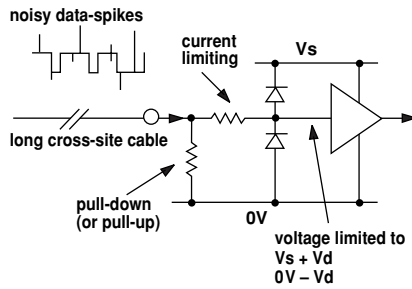 noisy data-spikes
current
limiting
Vs
long cross-site cable
pull-down
(or pull-up)
0V
voltage limited to
Vs + Vd
0V – Vd